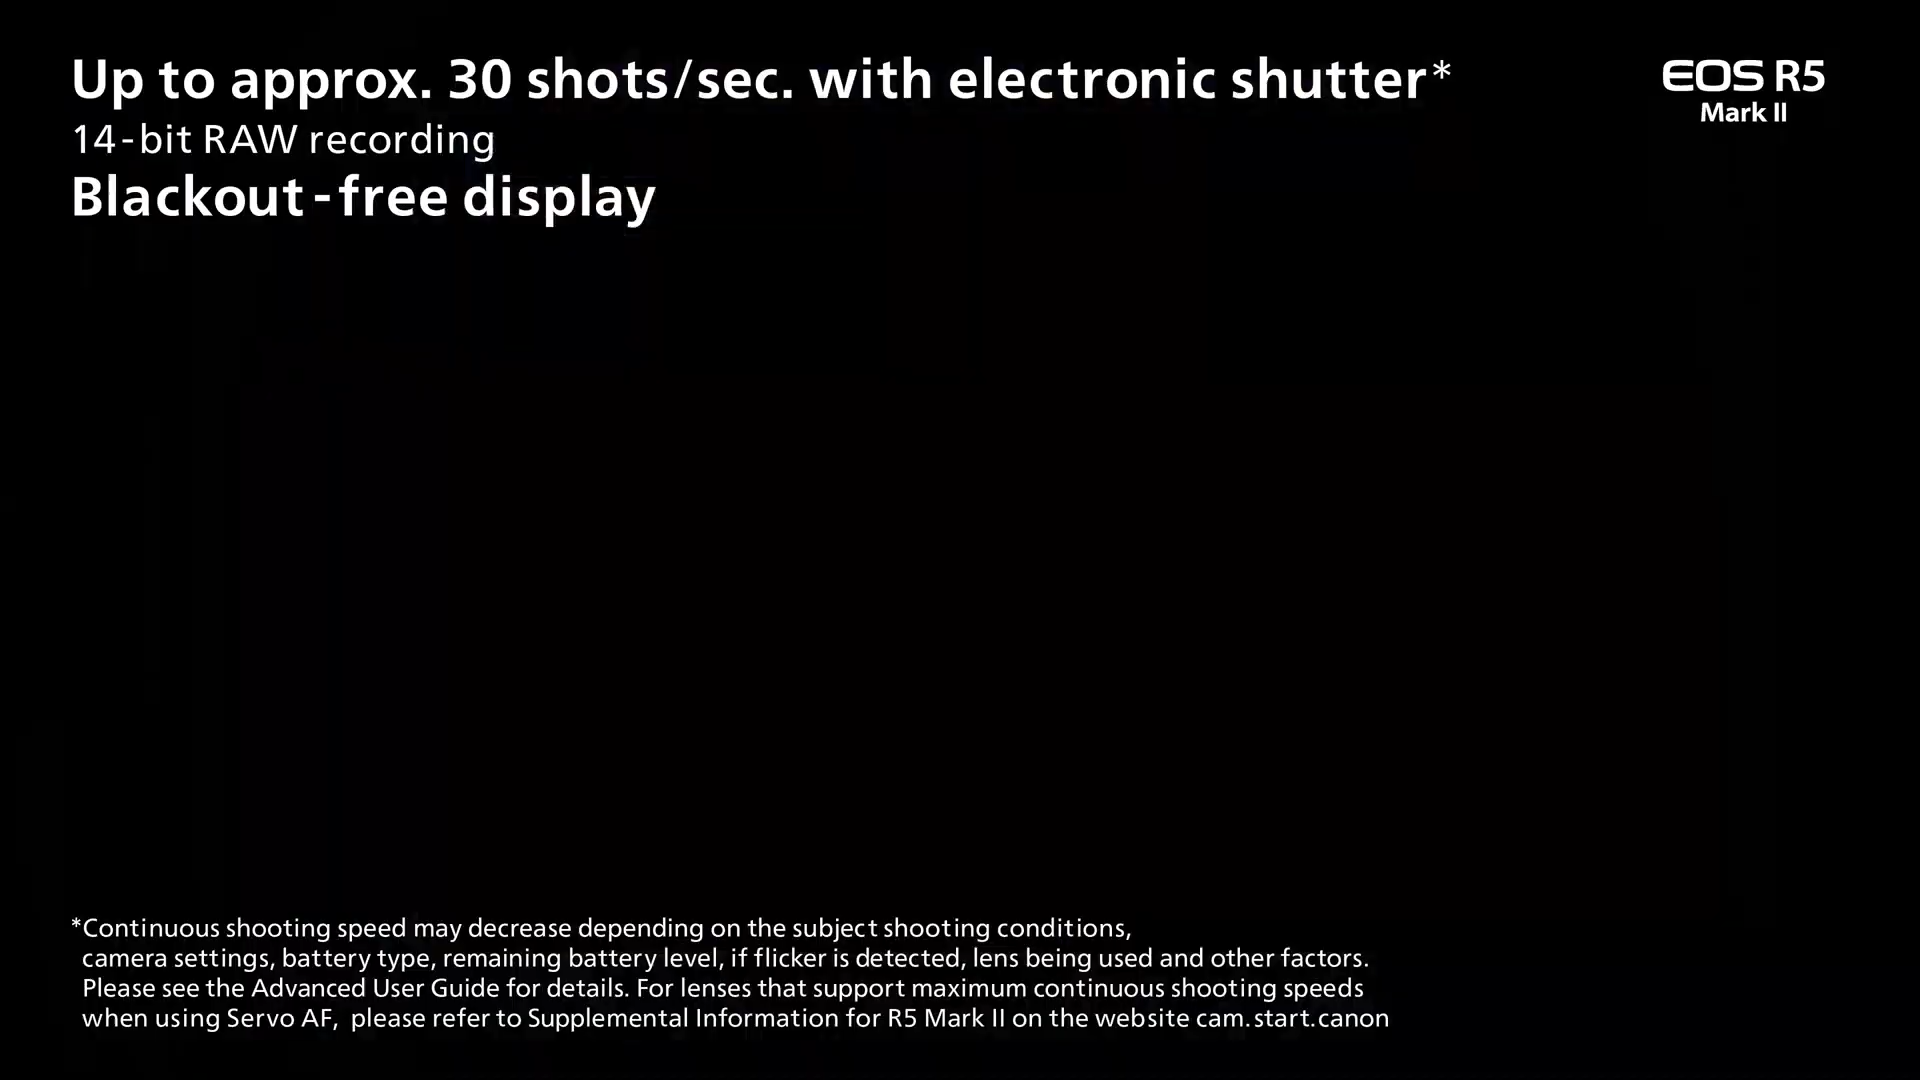 Up to approx. 30 shots/sec. with electronic shutter*
EOS R5
Mark II
14-bit RAW recording
Blackout-free display
*Continuous shooting speed may decrease depending on the subject shooting conditions,
camera settings, battery type, remaining battery level, if flicker is detected, lens being used and other factors.
Please see the Advanced User Guide for details. For lenses that support maximum continuous shooting speeds
when using Servo AF, please refer to Supplemental Information for R5 Mark II on the website cam.start.canon